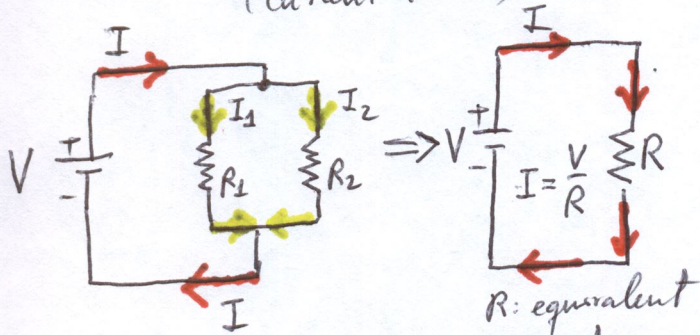 I
I
V
+
-
I1
I2
R1
R2
I
⇒
V
+
-
I = V/R
R
R: equivalent